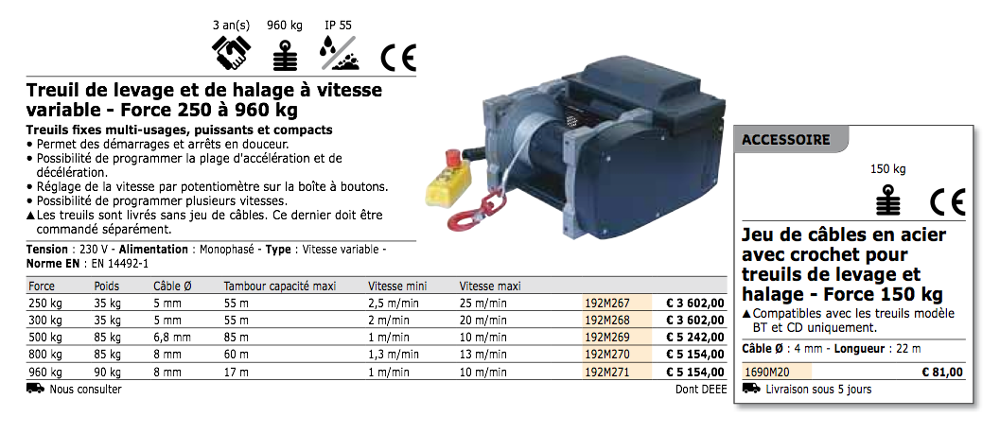 3 an(s) 960 kg IP 55
CE
Treuil de levage et de halage à vitesse
variable - Force 250 à 960 kg
Treuils fixes multi-usages, puissants et compacts
• Permet des démarrages et arrêts en douceur.
• Possibilité de programmer la plage d'accélération et de
décélération.
• Réglage de la vitesse par potentiomètre sur la boîte à boutons.
• Possibilité de programmer plusieurs vitesses.
▲Les treuils sont livrés sans jeu de câbles. Ce dernier doit être
commandé séparément.
Tension : 230 V - Alimentation : Monophasé - Type : Vitesse variable -
Norme EN : EN 14492-1
Force Poids Câble Ø Tambour capacité maxi Vitesse mini Vitesse maxi
250 kg 35 kg 5 mm 55 m 2,5 m/min 25 m/min 192M267 € 3 602,00
300 kg 35 kg 5 mm 55 m 2 m/min 20 m/min 192M268 € 3 602,00
500 kg 85 kg 6,8 mm 85 m 1 m/min 10 m/min 192M269 € 5 242,00
800 kg 85 kg 8 mm 60 m 1,3 m/min 13 m/min 192M270 € 5 154,00
960 kg 90 kg 8 mm 17 m 1 m/min 10 m/min 192M271 € 5 154,00
Nous consulter Dont DEEE
ACCESSOIRE
150 kg
CE
Jeu de câbles en acier
avec crochet pour
treuils de levage et
halage - Force 150 kg
▲Compatibles avec les treuils modèle
BT et CD uniquement.
Câble Ø : 4 mm - Longueur : 22 m
1690M20 € 81,00
Livraison sous 5 jours